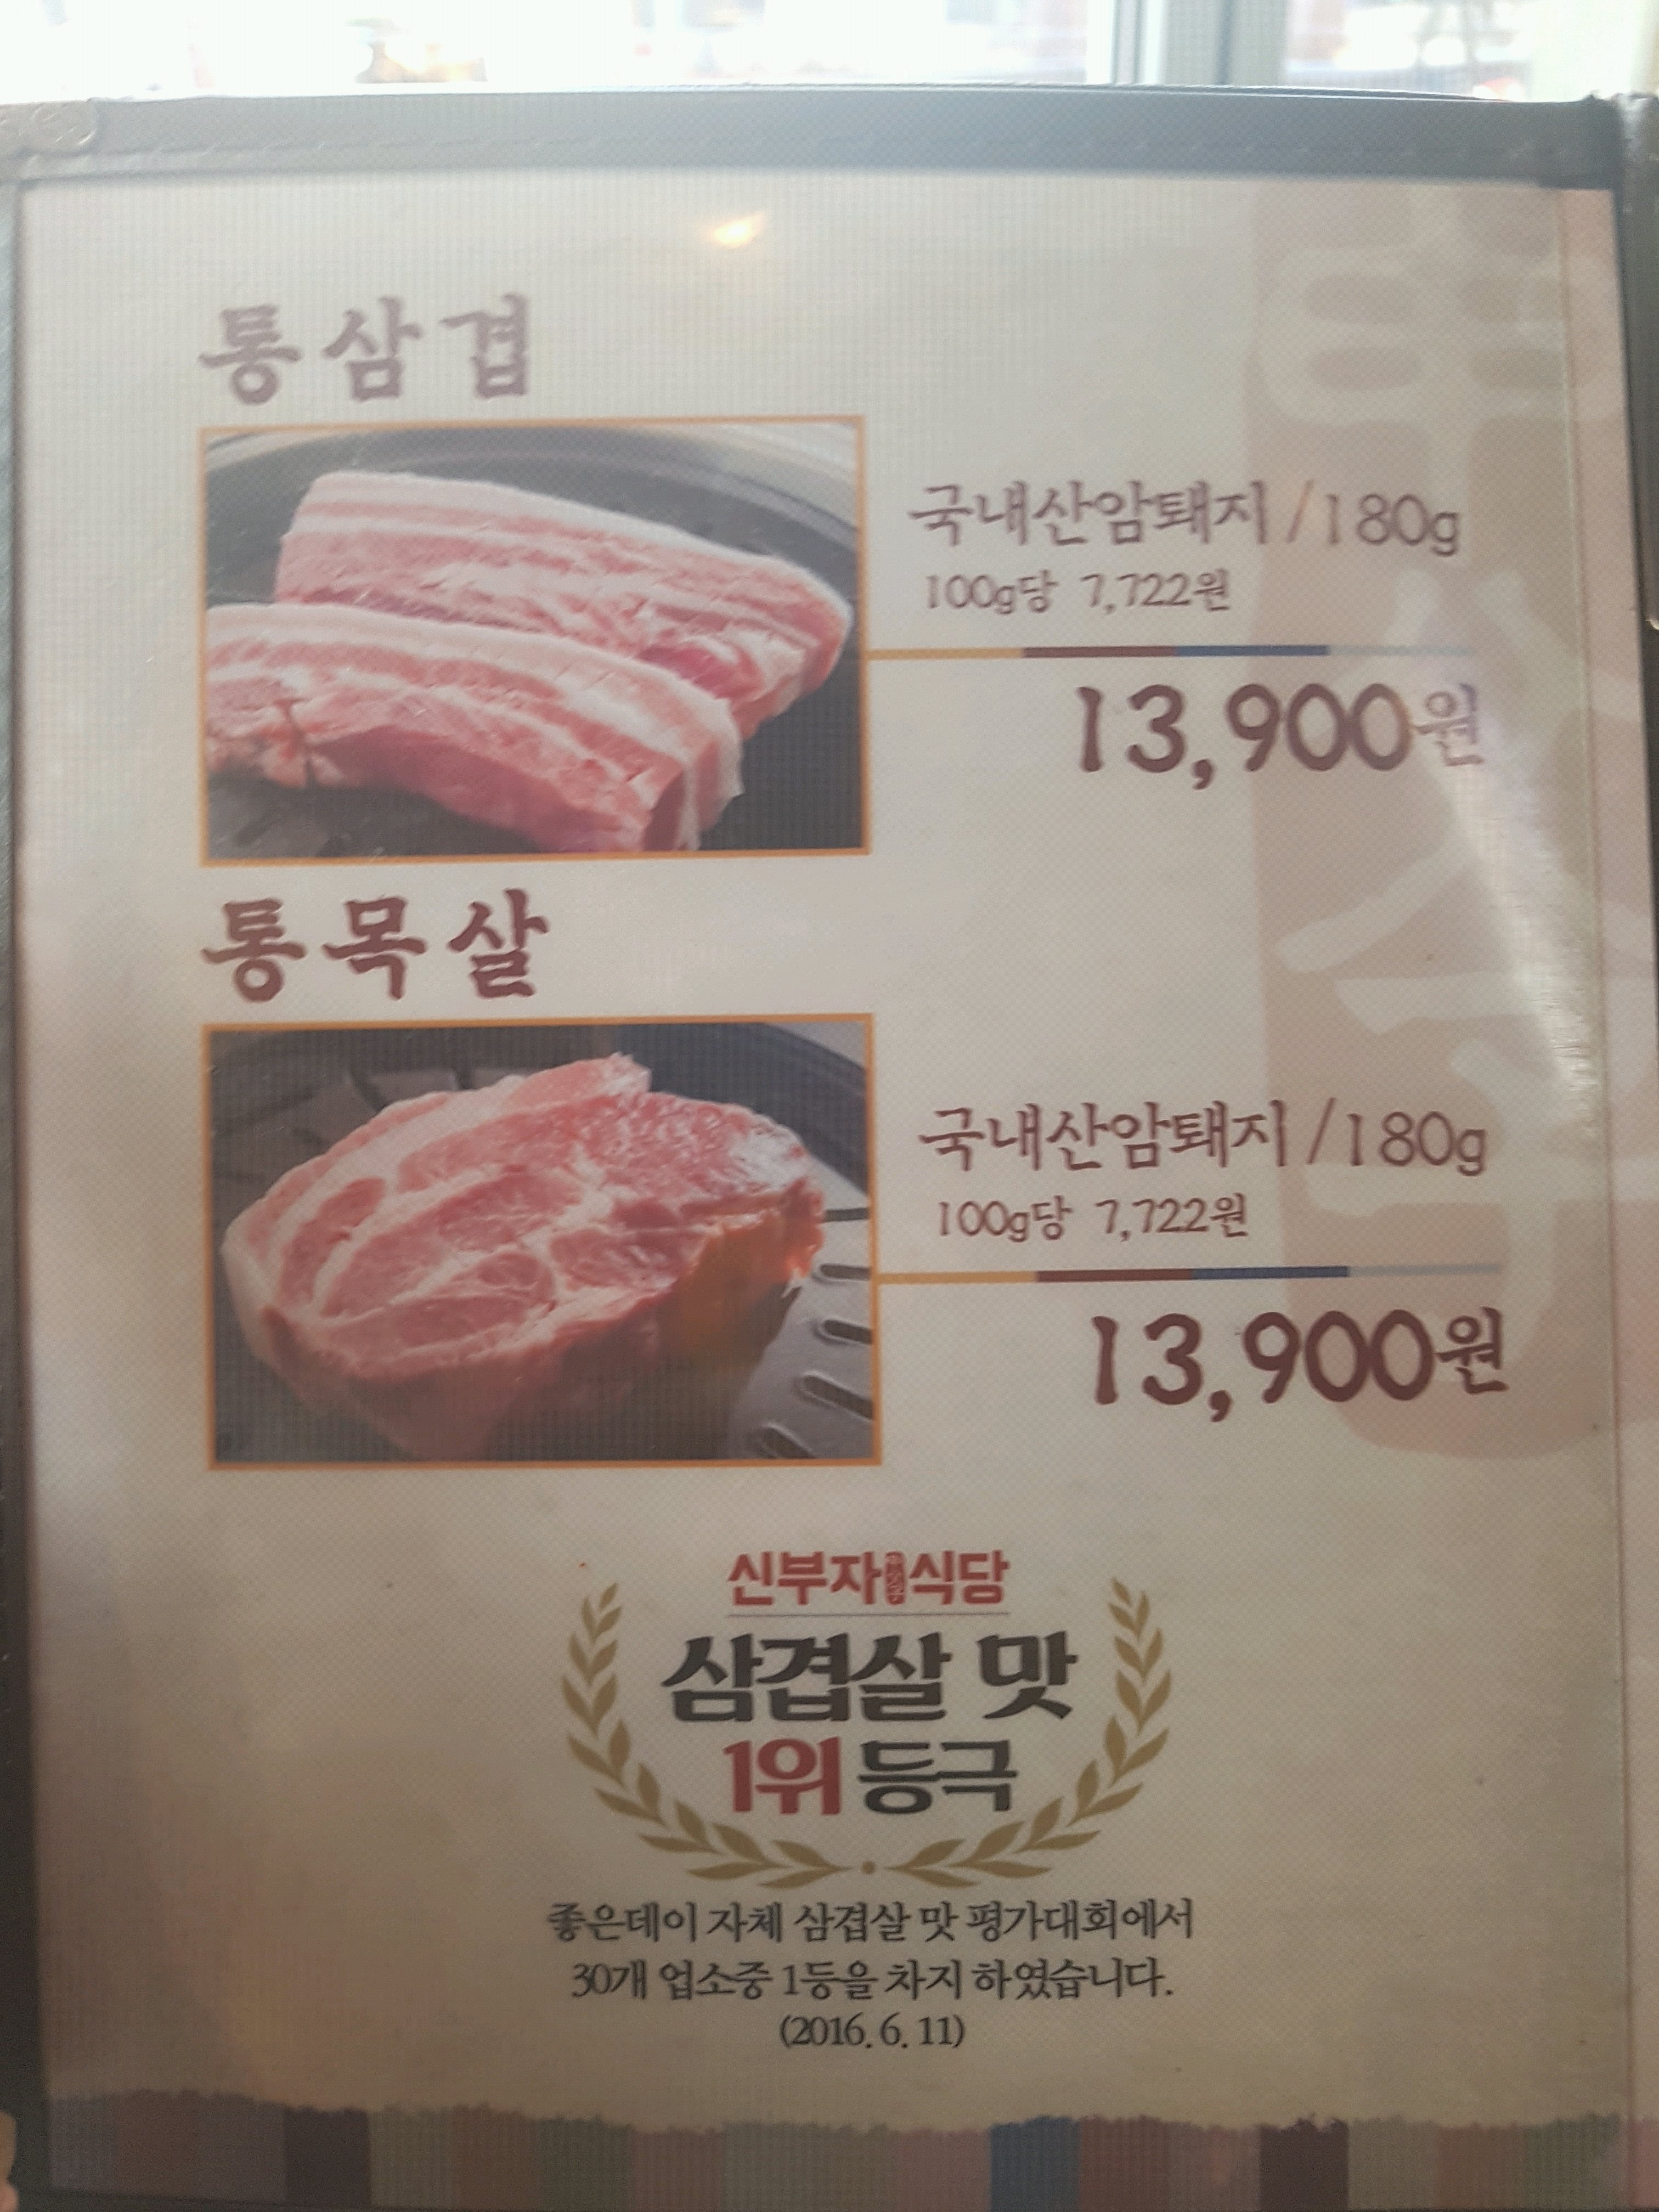 통삼겹
국내산암퇘지/180g
100g당 7,722원
13,900원
통목살
국내산암퇘지/180g
100g당 7,722원
13,900원
신부자식당
삼겹살 맛
1위 등극
좋은데이 자체 삼겹살 맛 평가대회에서
30개 업소중 1등을 차지 하였습니다.
(2016. 6. 11)